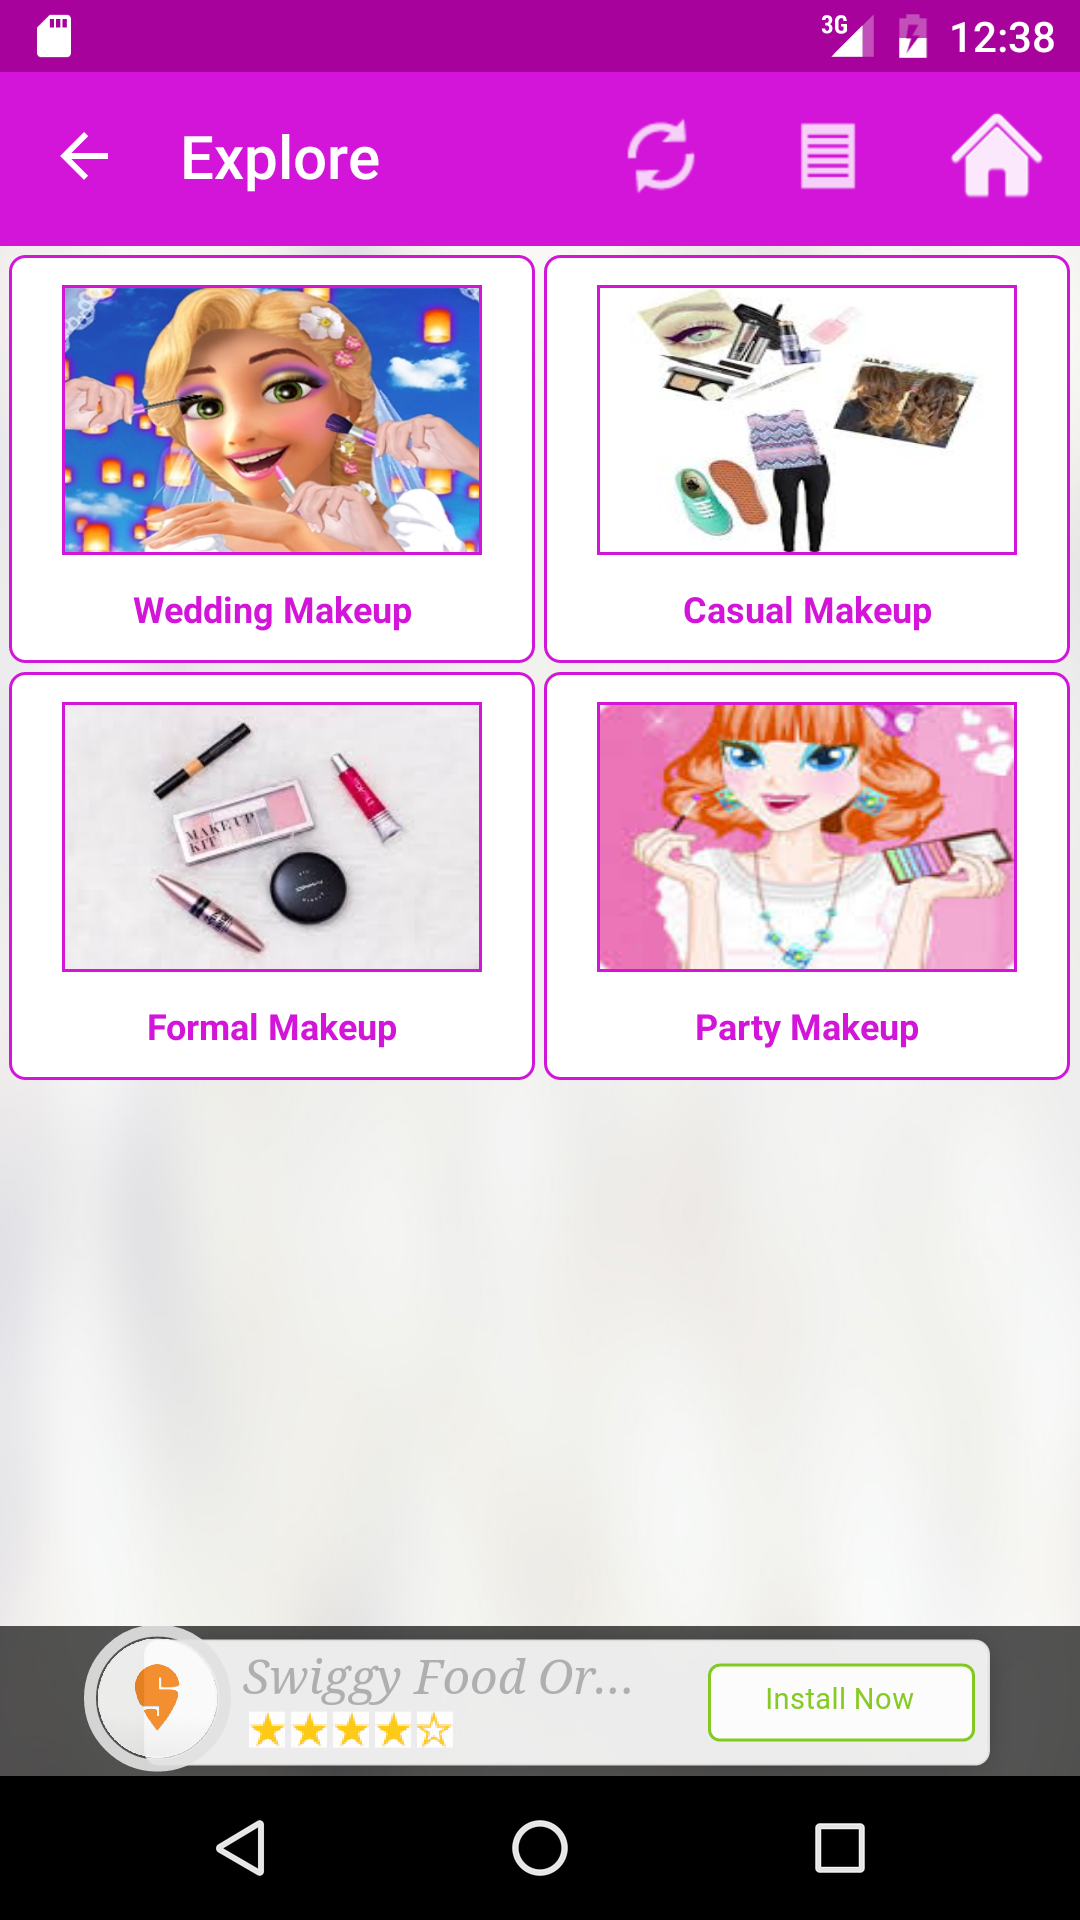 3G 12:38
Explore
Wedding Makeup
Casual Makeup
MAKEUP
KIT
Formal Makeup
Party Makeup
Swiggy Food Or...
Install Now